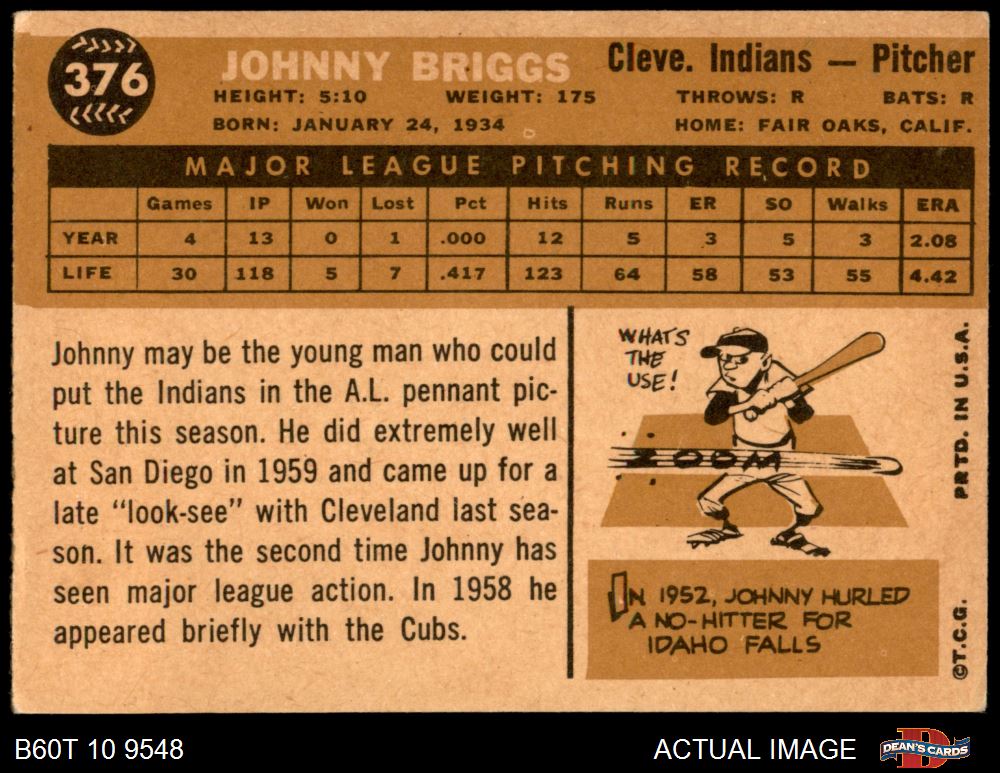 376
JOHNNY BRIGGS
Cleve. Indians — Pitcher
HEIGHT: 5:10 WEIGHT: 175 THROWS: R BATS: R
BORN: JANUARY 24, 1934 HOME: FAIR OAKS, CALIF.
MAJOR LEAGUE PITCHING RECORD
Games IP Won Lost Pct Hits Runs ER SO Walks ERA
YEAR 4 13 0 1 .000 12 5 3 5 3 2.08
LIFE 30 118 5 7 .417 123 64 58 53 55 4.42
Johnny may be the young man who could
put the Indians in the A.L. pennant pic-
ture this season. He did extremely well
at San Diego in 1959 and came up for a
late “look-see” with Cleveland last sea-
son. It was the second time Johnny has
seen major league action. In 1958 he
appeared briefly with the Cubs.
WHAT'S
THE
USE!
ZOOM
IN 1952, JOHNNY HURLED
A NO-HITTER FOR
IDAHO FALLS
PRTD. IN U.S.A.
©T.C.G.
B60T 10 9548
ACTUAL IMAGE
DEAN'S CARDS